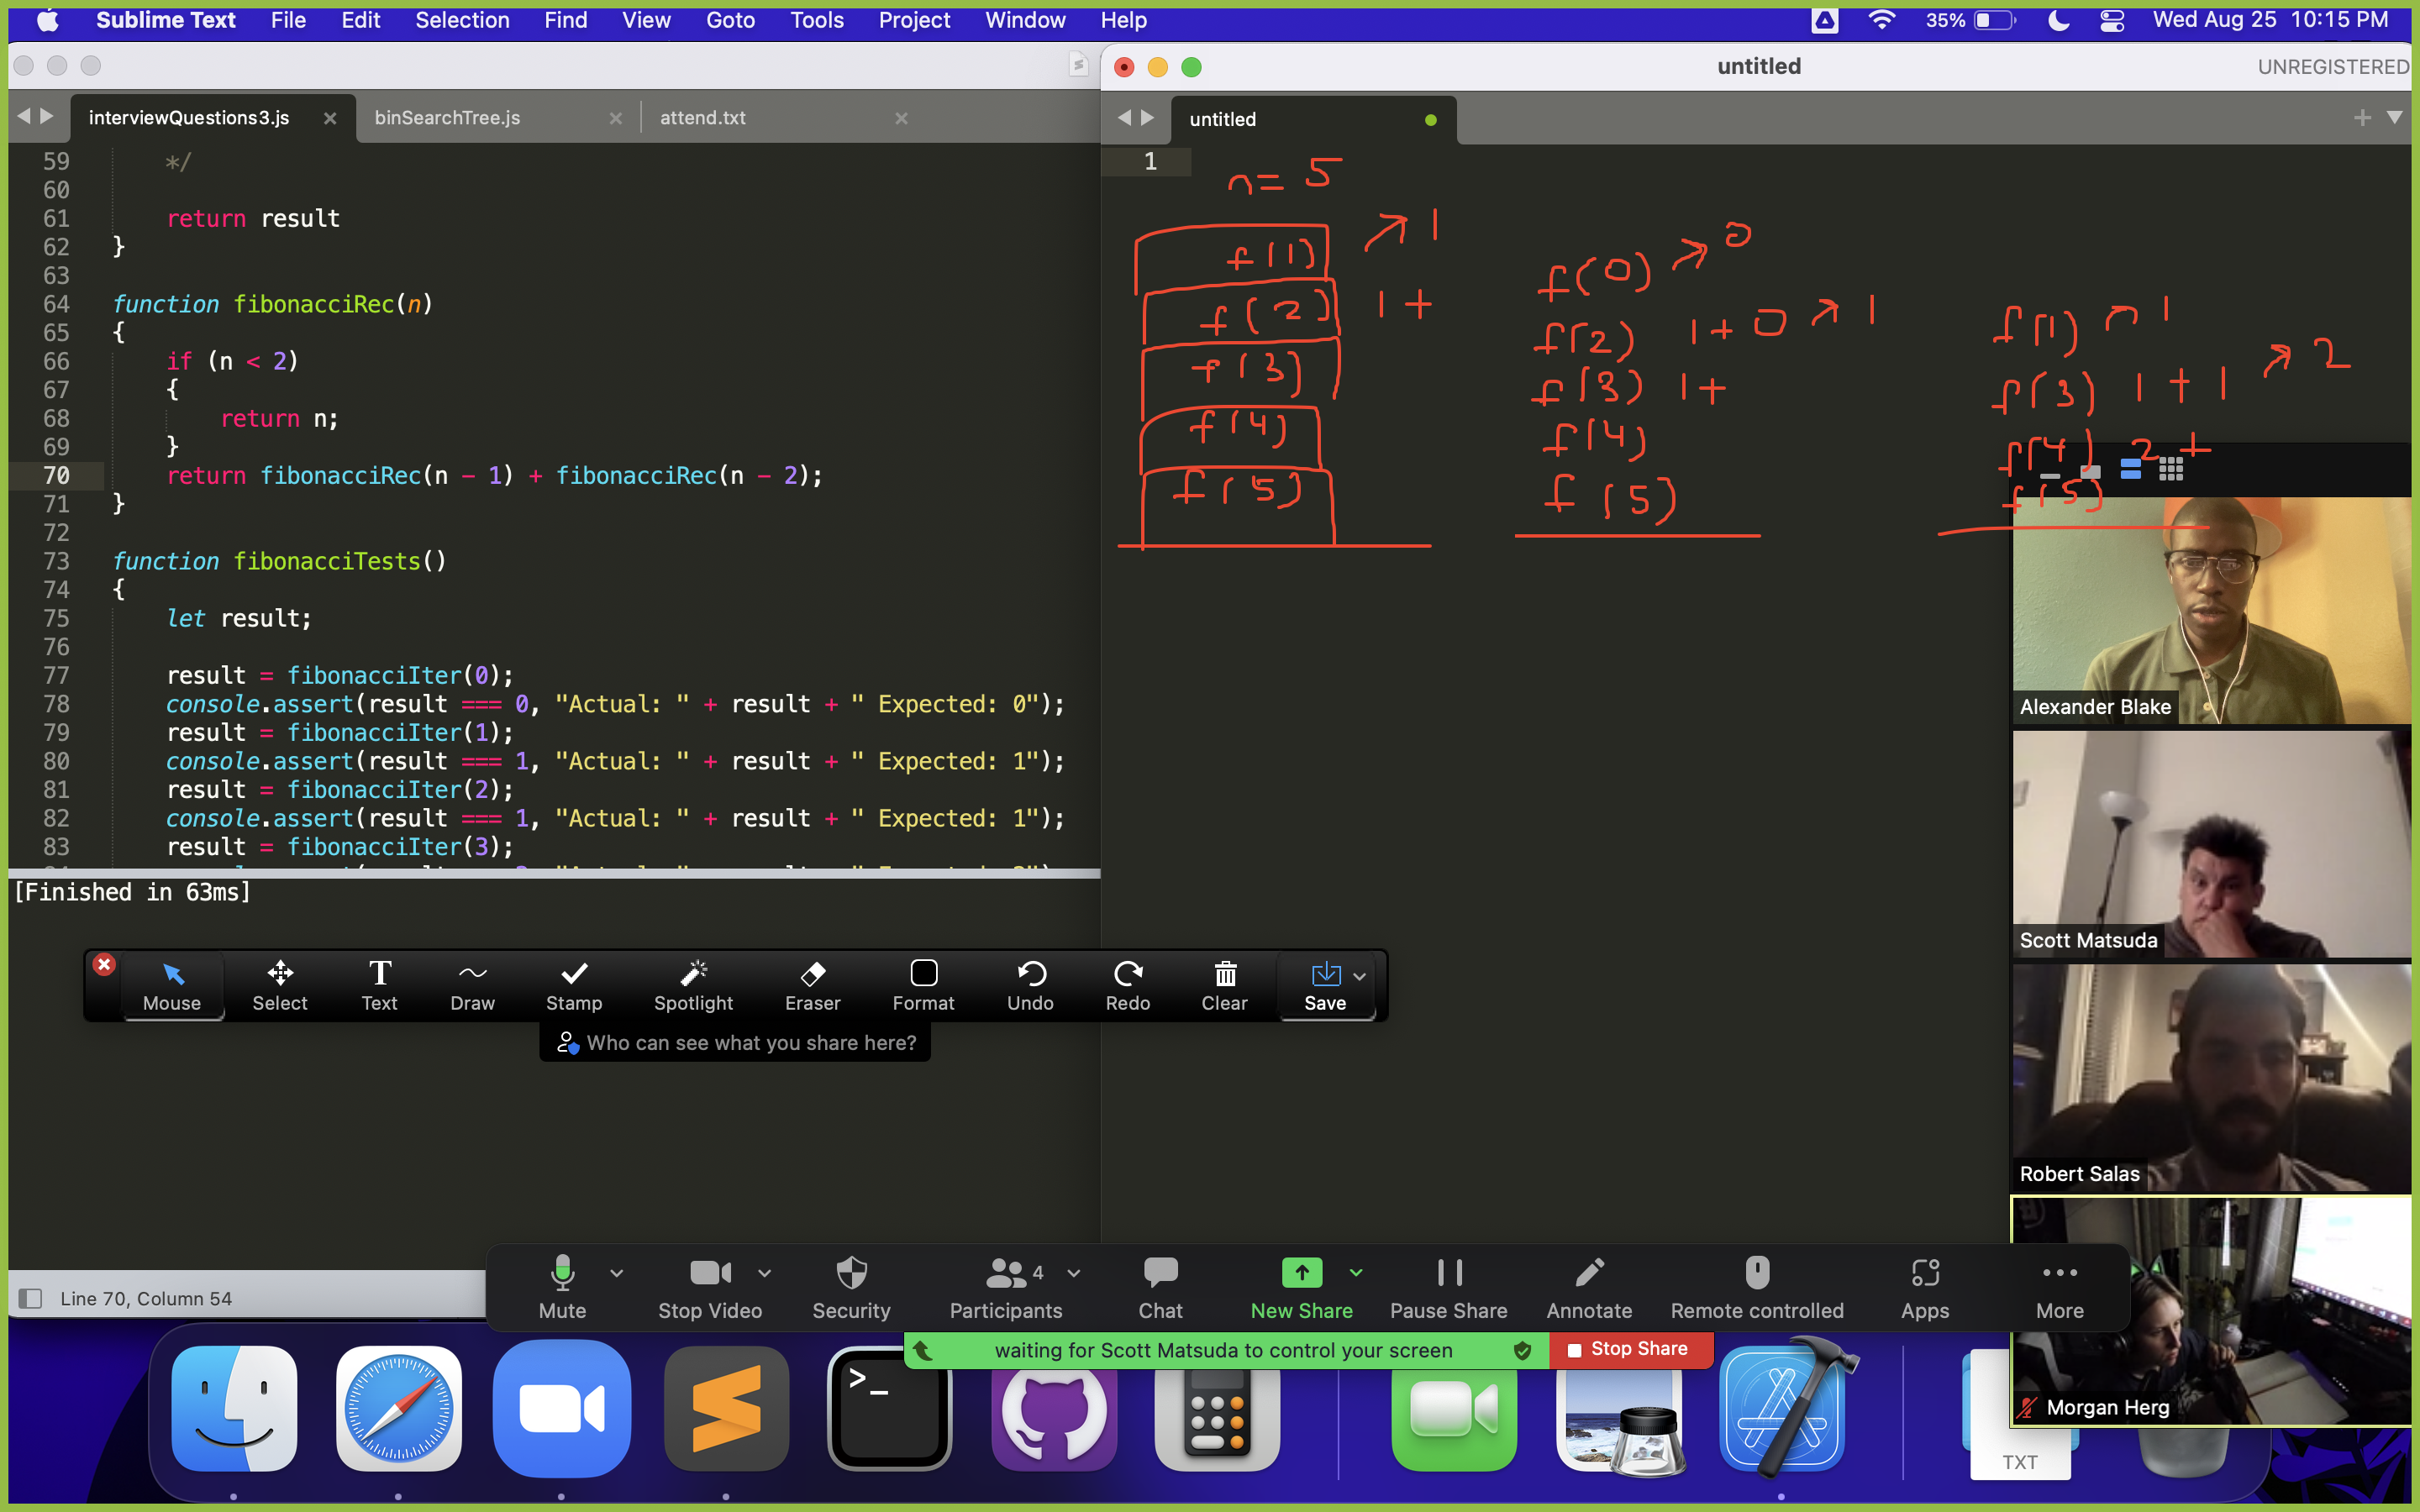 Sublime Text File Edit Selection Find View Goto Tools Project Window Help 35% Wed Aug 25 10:15 PM
interviewQuestions3.js × binSearchTree.js × attend.txt ×
59 */
60
61 return result
62 }
63
64 function fibonacciRec(n)
65 {
66 if (n < 2)
67 {
68 return n;
69 }
70 return fibonacciRec(n - 1) + fibonacciRec(n - 2);
71 }
72
73 function fibonacciTests()
74 {
75 let result;
76
77 result = fibonacciIter(0);
78 console.assert(result === 0, "Actual: " + result + " Expected: 0");
79 result = fibonacciIter(1);
80 console.assert(result === 1, "Actual: " + result + " Expected: 1");
81 result = fibonacciIter(2);
82 console.assert(result === 1, "Actual: " + result + " Expected: 1");
83 result = fibonacciIter(3);
[Finished in 63ms]
Line 70, Column 54
untitled UNREGISTERED
untitled
1
n= 5
f(1) ↗ 1
f(2) 1 +
f(3)
f(4)
f(5)
f(0) ↗ 0
f(2) 1+ 0 ↗ 1
f(3) 1+
f(4)
f(5)
f(1) ↗ 1
f(3) 1 + 1 ↗ 2
f(4) 2 +
f(5)
Alexander Blake
Scott Matsuda
Robert Salas
Morgan Herg
Mouse Select Text Draw Stamp Spotlight Eraser Format Undo Redo Clear Save
Who can see what you share here?
Mute Stop Video Security Participants 4 Chat New Share Pause Share Annotate Remote controlled Apps More
waiting for Scott Matsuda to control your screen Stop Share
>_
TXT